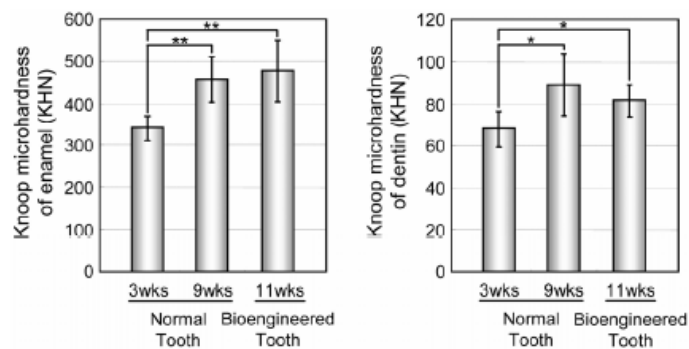 Knoop microhardness
of enamel (KHN)
600
500
400
300
200
100
0
**
**
3wks 9wks 11wks
Normal Tooth
Bioengineered Tooth
Knoop microhardness
of dentin (KHN)
120
100
80
60
40
20
0
*
*
3wks 9wks 11wks
Normal Tooth
Bioengineered Tooth